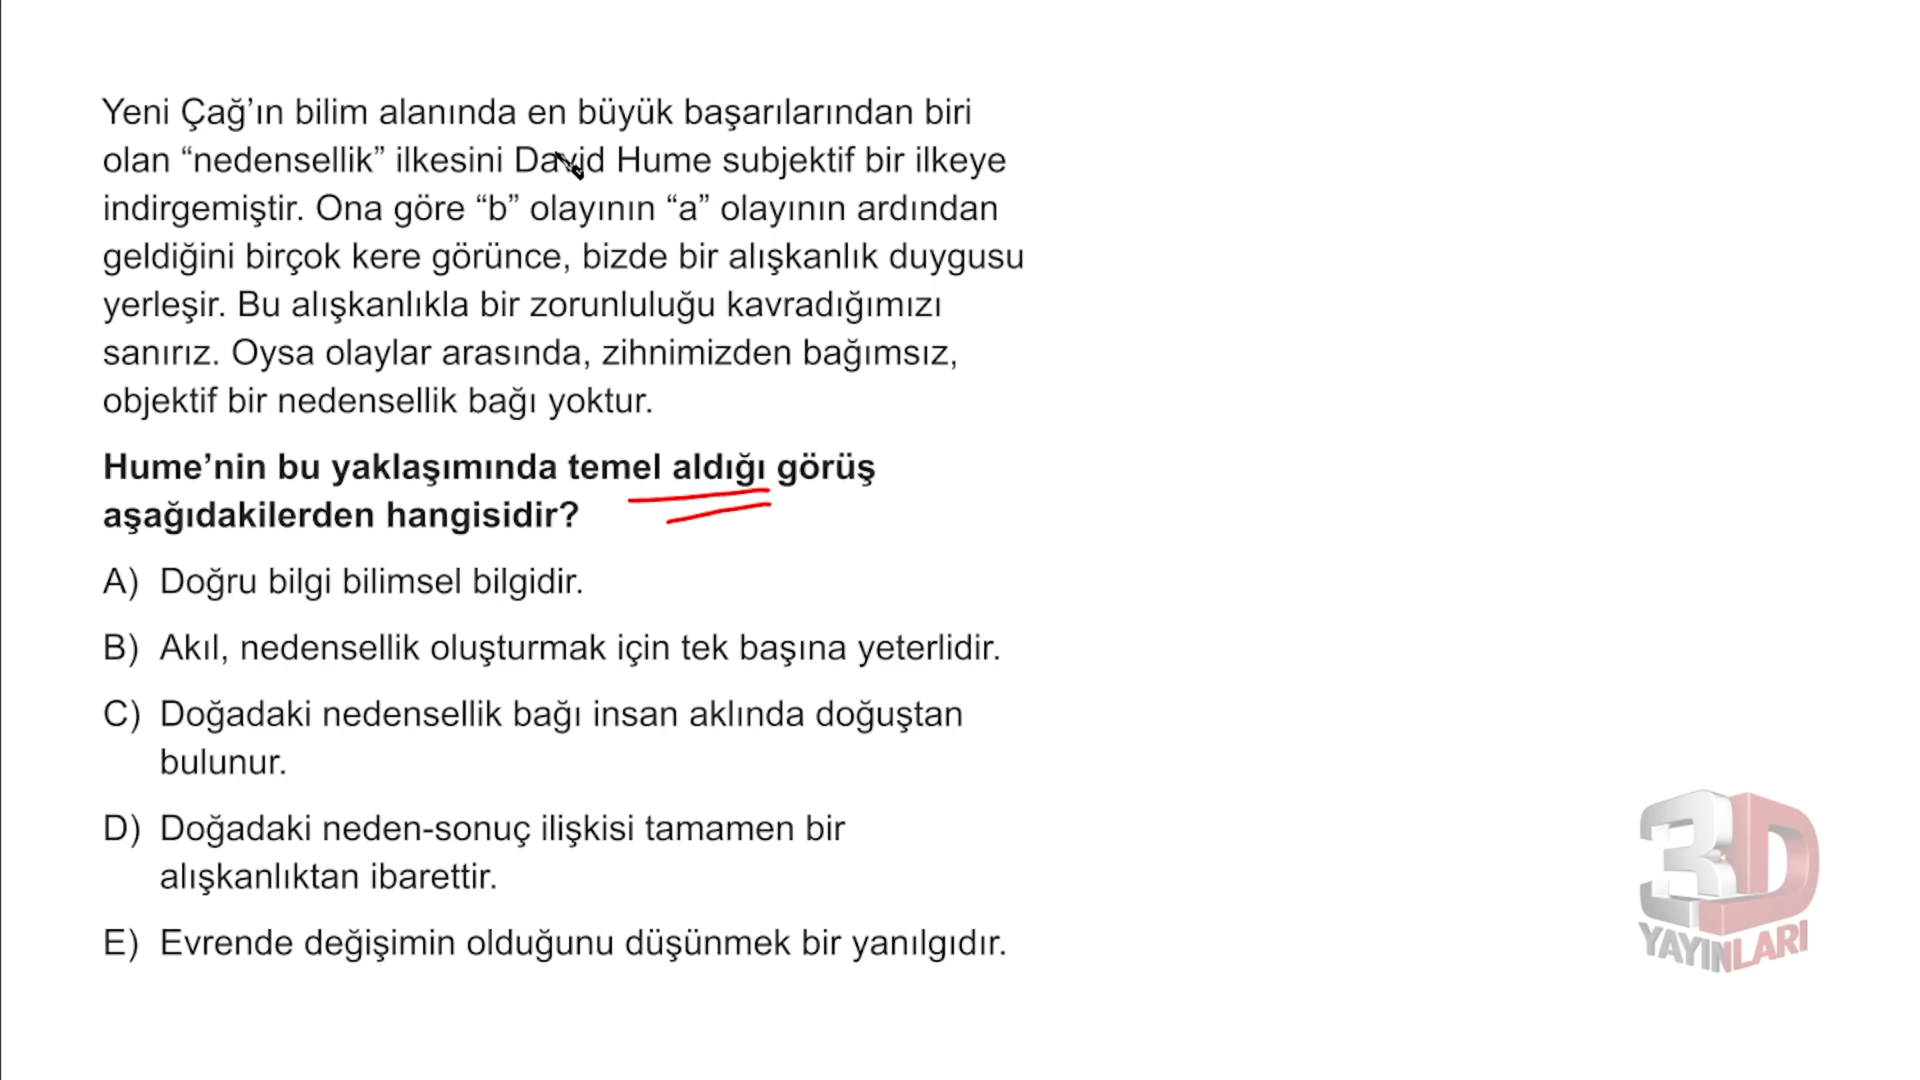 Yeni Çağ’ın bilim alanında en büyük başarılarından biri
olan “nedensellik” ilkesini David Hume subjektif bir ilkeye
indirgemiştir. Ona göre “b” olayının “a” olayının ardından
geldiğini birçok kere görünce, bizde bir alışkanlık duygusu
yerleşir. Bu alışkanlıkla bir zorunluluğu kavradığımızı
sanırız. Oysa olaylar arasında, zihnimizden bağımsız,
objektif bir nedensellik bağı yoktur.
Hume’nin bu yaklaşımında temel aldığı görüş
aşağıdakilerden hangisidir?
A) Doğru bilgi bilimsel bilgidir.
B) Akıl, nedensellik oluşturmak için tek başına yeterlidir.
C) Doğadaki nedensellik bağı insan aklında doğuştan
bulunur.
D) Doğadaki neden-sonuç ilişkisi tamamen bir
alışkanlıktan ibarettir.
E) Evrende değişimin olduğunu düşünmek bir yanılgıdır.
3D
YAYINLARI